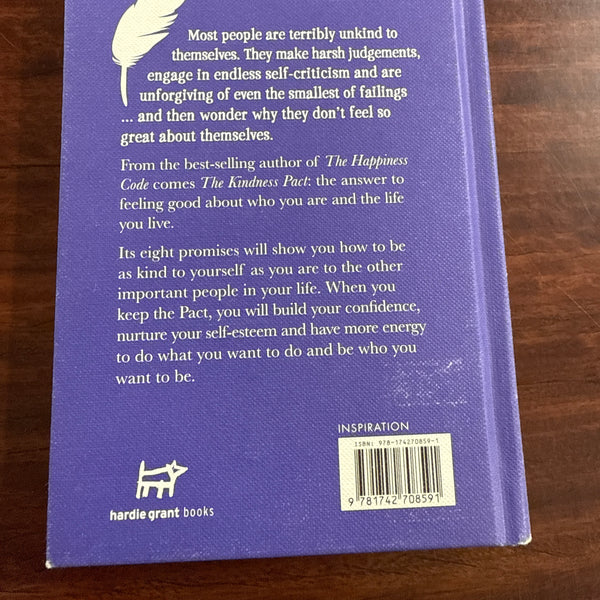 Most people are terribly unkind to
themselves. They make harsh judgements,
engage in endless self-criticism and are
unforgiving of even the smallest of failings
... and then wonder why they don't feel so
great about themselves.
From the best-selling author of The Happiness
Code comes The Kindness Pact: the answer to
feeling good about who you are and the life
you live.
Its eight promises will show you how to be
as kind to yourself as you are to the other
important people in your life. When you
keep the Pact, you will build your confidence,
nurture your self-esteem and have more energy
to do what you want to do and be who you
want to be.
INSPIRATION
ISBN: 978-174270859-1
9 781742 708591
hardie grant books